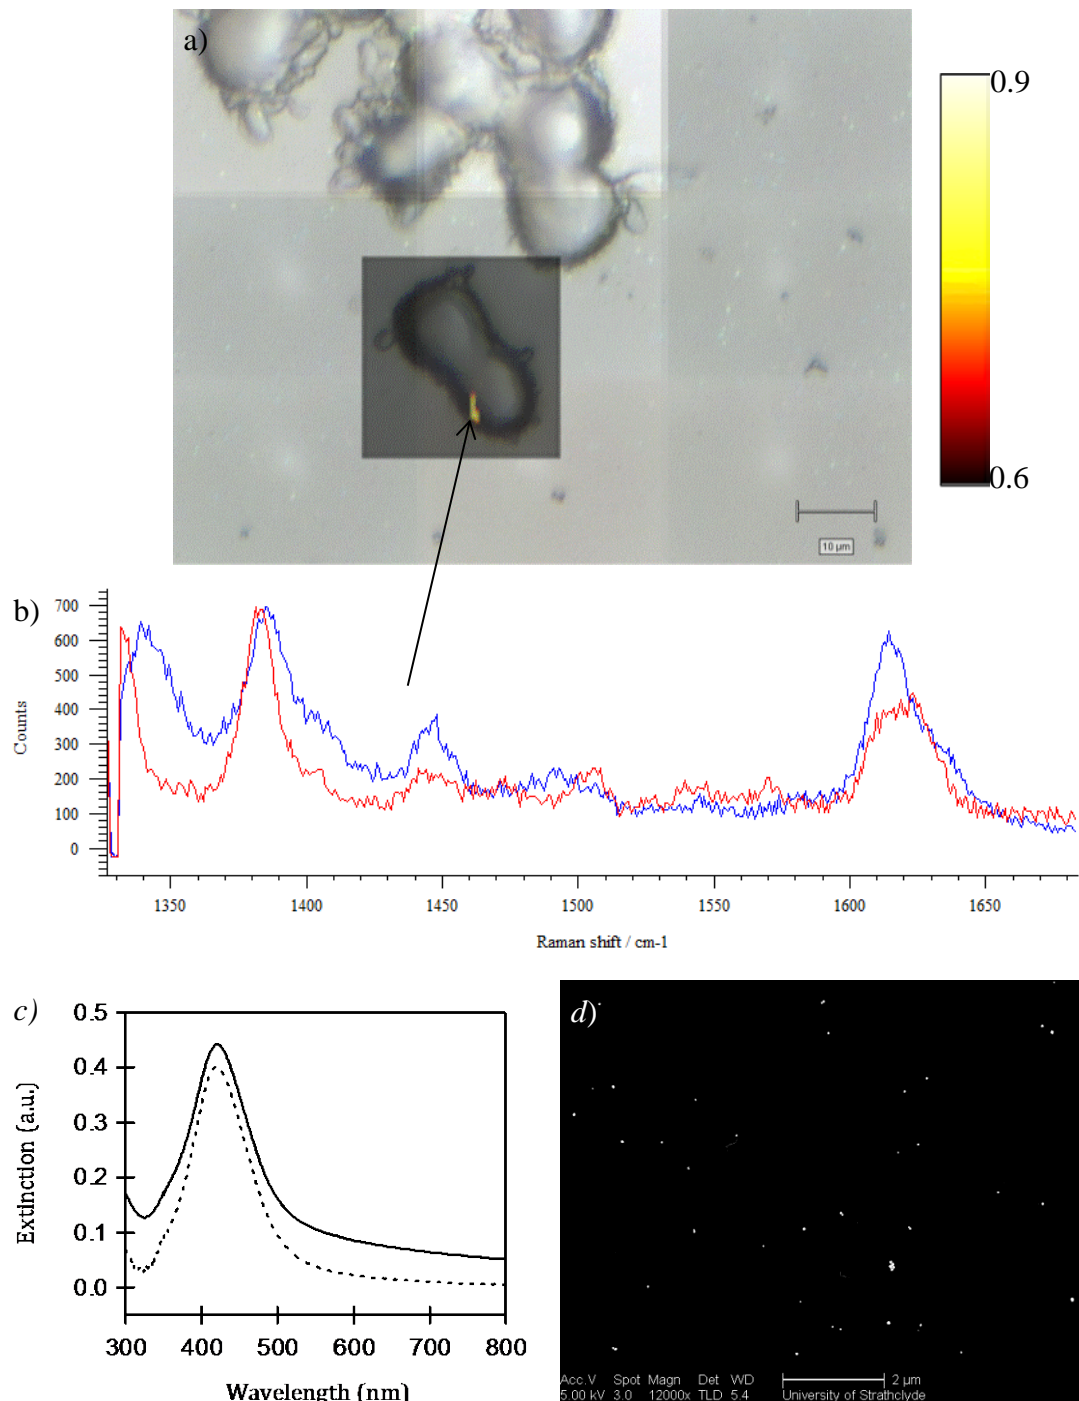 a)
0.9
0.6
10 µm
b)
700
600
500
400
300
200
100
0
Counts
1350
1400
1450
1500
1550
1600
1650
Raman shift / cm-1
c)
0.5
0.4
0.3
0.2
0.1
0.0
Extinction (a.u.)
300
400
500
600
700
800
Wavelength (nm)
d)
Acc.V Spot Magn Det WD
5.00 kV 3.0 12000x TLD 5.4
2 µm
University of Strathclyde